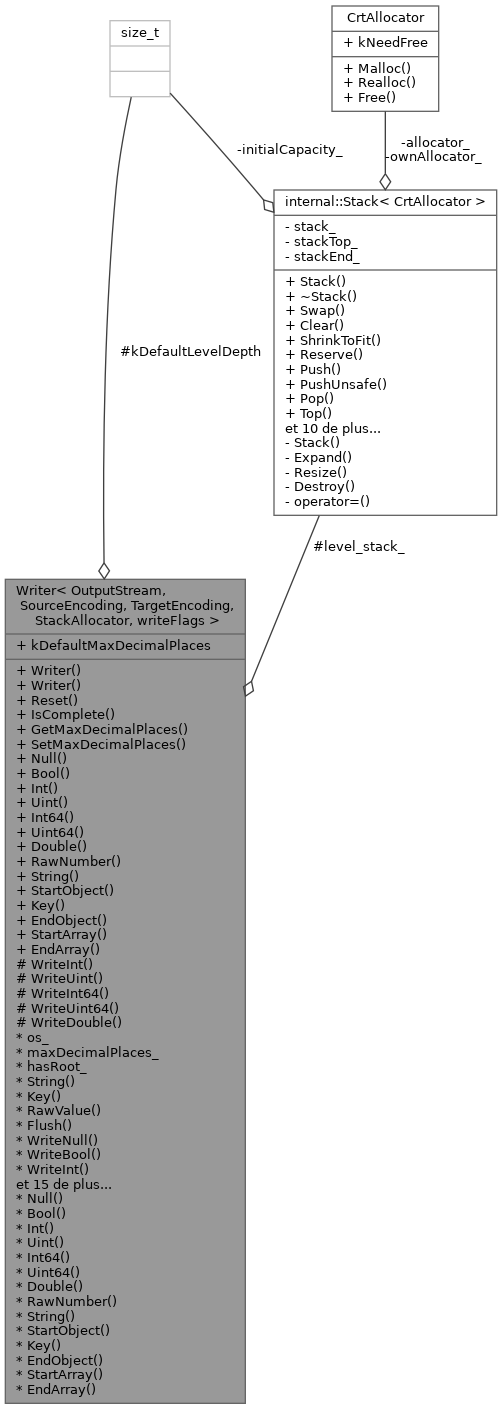 size_t
CrtAllocator
+ kNeedFree
+ Malloc()
+ Realloc()
+ Free()
-initialCapacity_
-allocator_
-ownAllocator_
internal::Stack< CrtAllocator >
- stack_
- stackTop_
- stackEnd_
+ Stack()
+ ~Stack()
+ Swap()
+ Clear()
+ ShrinkToFit()
+ Reserve()
+ Push()
+ PushUnsafe()
+ Pop()
+ Top()
et 10 de plus...
- Stack()
- Expand()
- Resize()
- Destroy()
- operator=()
#kDefaultLevelDepth
#level_stack_
Writer< OutputStream,
SourceEncoding, TargetEncoding,
StackAllocator, writeFlags >
+ kDefaultMaxDecimalPlaces
+ Writer()
+ Writer()
+ Reset()
+ IsComplete()
+ GetMaxDecimalPlaces()
+ SetMaxDecimalPlaces()
+ Null()
+ Bool()
+ Int()
+ Uint()
+ Int64()
+ Uint64()
+ Double()
+ RawNumber()
+ String()
+ StartObject()
+ Key()
+ EndObject()
+ StartArray()
+ EndArray()
# WriteInt()
# WriteUint()
# WriteInt64()
# WriteUint64()
# WriteDouble()
* os_
* maxDecimalPlaces_
* hasRoot_
* String()
* Key()
* RawValue()
* Flush()
* WriteNull()
* WriteBool()
* WriteInt()
et 15 de plus...
* Null()
* Bool()
* Int()
* Uint()
* Int64()
* Uint64()
* Double()
* RawNumber()
* String()
* StartObject()
* Key()
* EndObject()
* StartArray()
* EndArray()